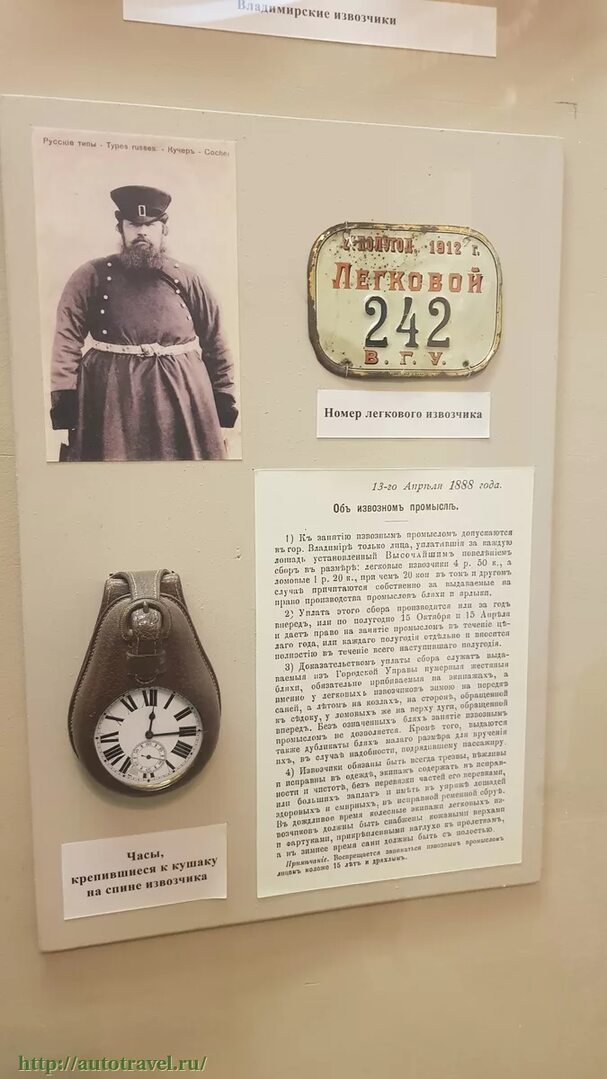 Владимирские извозчики
Русскіе типы - Types russes. - Кучеръ - Cocher
2. ПОЛУГОД. 1912 г.
ЛЕГКОВОЙ
242
В. Г. У.
Номер легкового извозчика
13-го Апрѣля 1888 года.
Объ извозномъ промыслѣ.
1) Къ занятію извознымъ промысломъ допускаются
въ гор. Владимірѣ только лица, уплатившія за каждую
лошадь установленный Высочайшимъ повелѣніемъ
сборъ въ размѣрѣ: легковые извозчики 4 р. 50 к., а
ломовые 1 р. 20 к., при чемъ 20 коп въ томъ и другомъ
случаѣ причитаются собственно за выдаваемые на
право производства промысловъ бляхи и ярлыки.
2) Уплата этого сбора производится или за годъ
впередъ, или по полугодно 15 Октября и 15 Апрѣля
и даетъ право на занятіе промысломъ въ теченіе цѣ-
лаго года, или каждаго полугодія отдѣльно и вносится
полностію въ теченіе всего наступившаго полугодія.
3) Доказательствомъ уплаты сбора служатъ выда-
ваемыя изъ Городской Управы нумерныя жестяныя
бляхи, обязательно прибиваемыя на экипажахъ, а
именно у легковыхъ извозчиковъ зимою на передкѣ
саней, а лѣтомъ на козлахъ, на сторонѣ, обращенной
къ сѣдоку, у ломовыхъ же на верху дуги, обращенной
впередъ. Безъ означенныхъ бляхъ занятіе извознымъ
промысломъ не дозволяется. Кромѣ того, выдаются
также дубликаты бляхъ малаго размѣра для врученія
ихъ, въ случаѣ надобности, подрядившему пассажиру.
4) Извозчики обязаны быть всегда трезвы, вѣжливы
и исправны въ одеждѣ, экипажъ содержать въ исправ-
ности и чистотѣ, безъ перевязки частей его веревками,
или большихъ заплатъ и имѣть въ упряжѣ лошадей
здоровыхъ и смирныхъ, въ исправной ременной сбруѣ.
Въ дождливое время колесные экипажи легковыхъ из-
возчиковъ должны быть снабжены кожаными верхами
и фартуками, прикрѣпленными наглухо къ пролеткамъ,
а въ зимнее время сани должны быть съ полостью.
Примѣчаніе. Воспрещается заниматься извознымъ промысломъ
лицамъ моложе 15 лѣтъ и дряхлымъ.
Часы,
крепившиеся к кушаку
на спине извозчика
http://autotravel.ru/